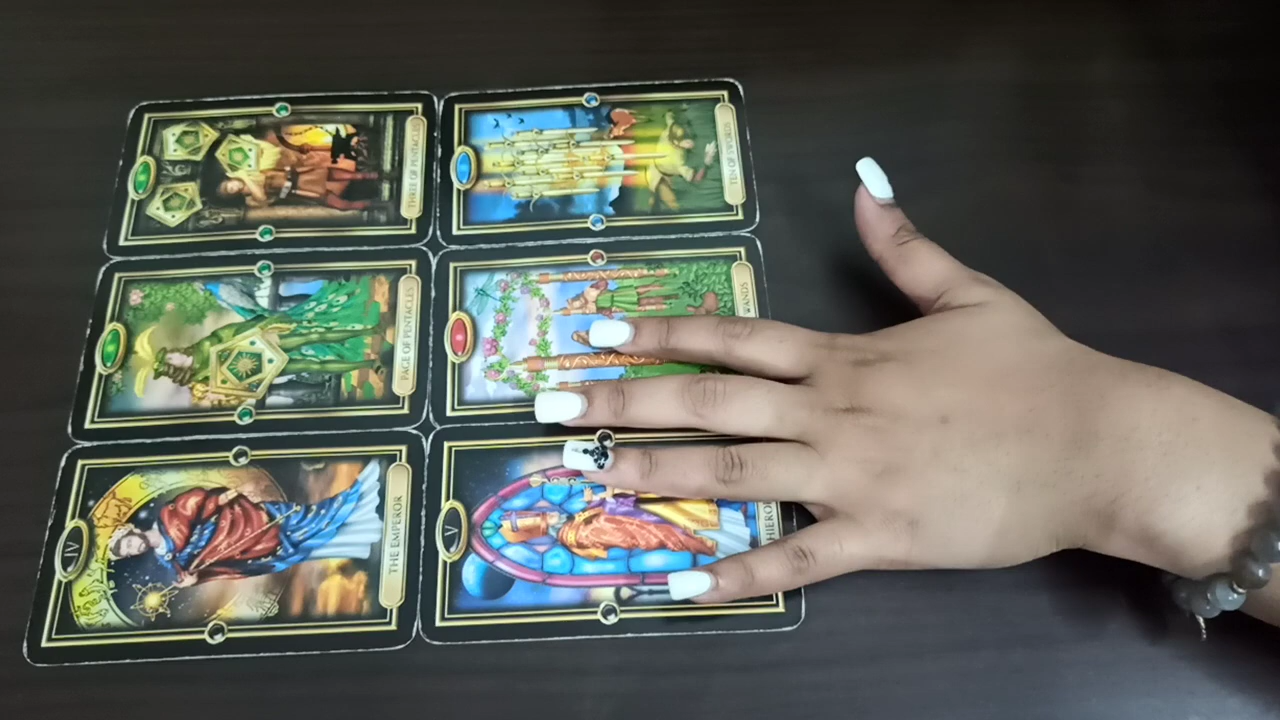 THREE OF PENTACLES
TEN OF SWORDS
PAGE OF PENTACLES
WANDS
IV
THE EMPEROR
V
HIERO